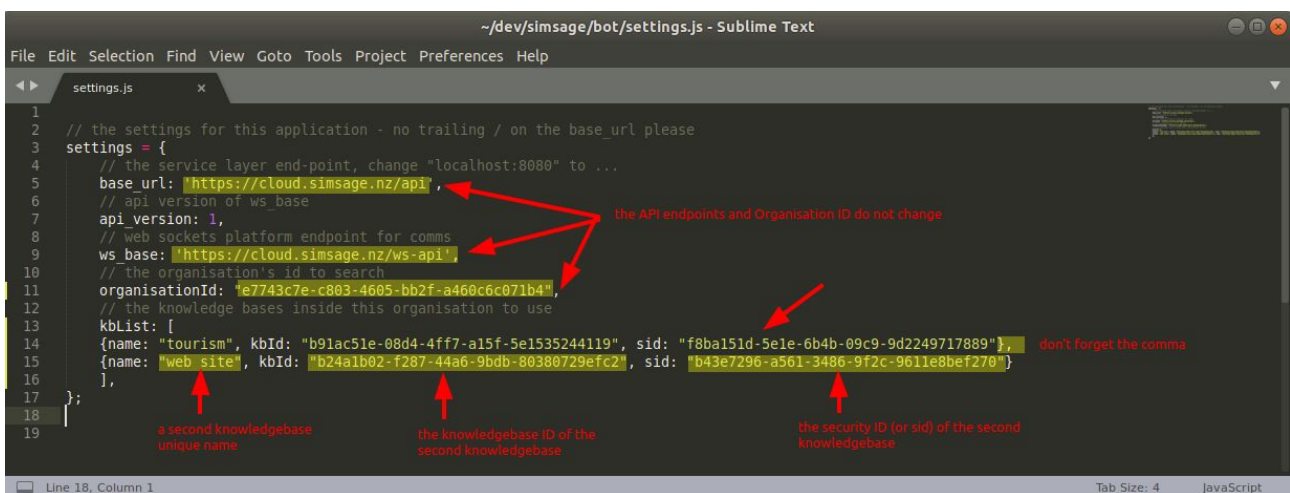 ~/dev/simsage/bot/settings.js - Sublime Text
File Edit Selection Find View Goto Tools Project Preferences Help
settings.js ×
1
2 // the settings for this application - no trailing / on the base_url please
3 settings = {
4 // the service layer end-point, change "localhost:8080" to ...
5 base_url: 'https://cloud.simsage.nz/api',
6 // api version of ws_base
7 api_version: 1, the API endpoints and Organisation ID do not change
8 // web sockets platform endpoint for comms
9 ws_base: 'https://cloud.simsage.nz/ws-api',
10 // the organisation's id to search
11 organisationId: "e7743c7e-c803-4605-bb2f-a460c6c071b4",
12 // the knowledge bases inside this organisation to use
13 kbList: [
14 {name: "tourism", kbId: "b91ac51e-08d4-4ff7-a15f-5e1535244119", sid: "f8ba151d-5e1e-6b4b-09c9-9d2249717889"}, don't forget the comma
15 {name: "web site", kbId: "b24a1b02-f287-44a6-9bdb-80380729efc2", sid: "b43e7296-a561-3486-9f2c-9611e8bef270"}
16 ],
17 };
18
19
a second knowledgebase
unique name
the knowledgebase ID of the
second knowledgebase
the security ID (or sid) of the second
knowledgebase
Line 18, Column 1 Tab Size: 4 JavaScript